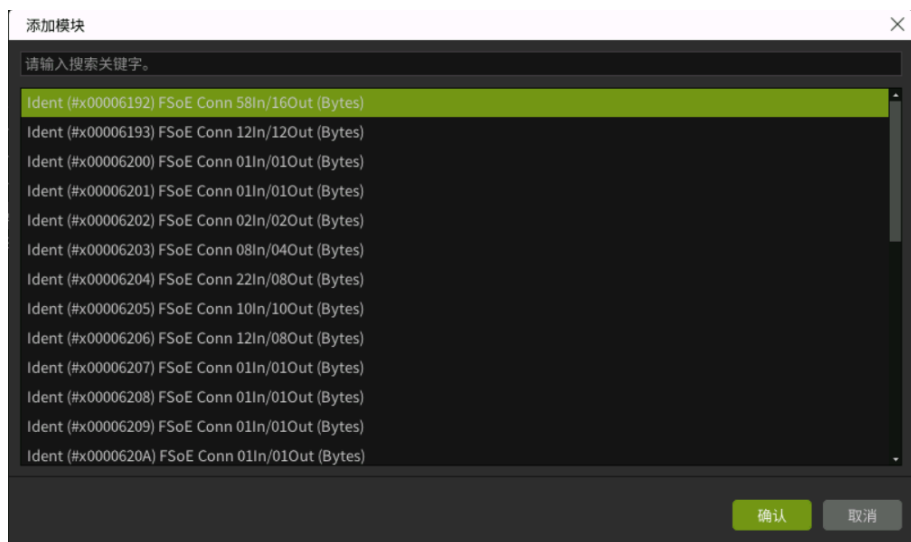 添加模块
请输入搜索关键字。
Ident (#x00006192) FSoE Conn 58In/16Out (Bytes)
Ident (#x00006193) FSoE Conn 12In/12Out (Bytes)
Ident (#x00006200) FSoE Conn 01In/01Out (Bytes)
Ident (#x00006201) FSoE Conn 01In/01Out (Bytes)
Ident (#x00006202) FSoE Conn 02In/02Out (Bytes)
Ident (#x00006203) FSoE Conn 08In/04Out (Bytes)
Ident (#x00006204) FSoE Conn 22In/08Out (Bytes)
Ident (#x00006205) FSoE Conn 10In/10Out (Bytes)
Ident (#x00006206) FSoE Conn 12In/08Out (Bytes)
Ident (#x00006207) FSoE Conn 01In/01Out (Bytes)
Ident (#x00006208) FSoE Conn 01In/01Out (Bytes)
Ident (#x00006209) FSoE Conn 01In/01Out (Bytes)
Ident (#x0000620A) FSoE Conn 01In/01Out (Bytes)
确认 取消